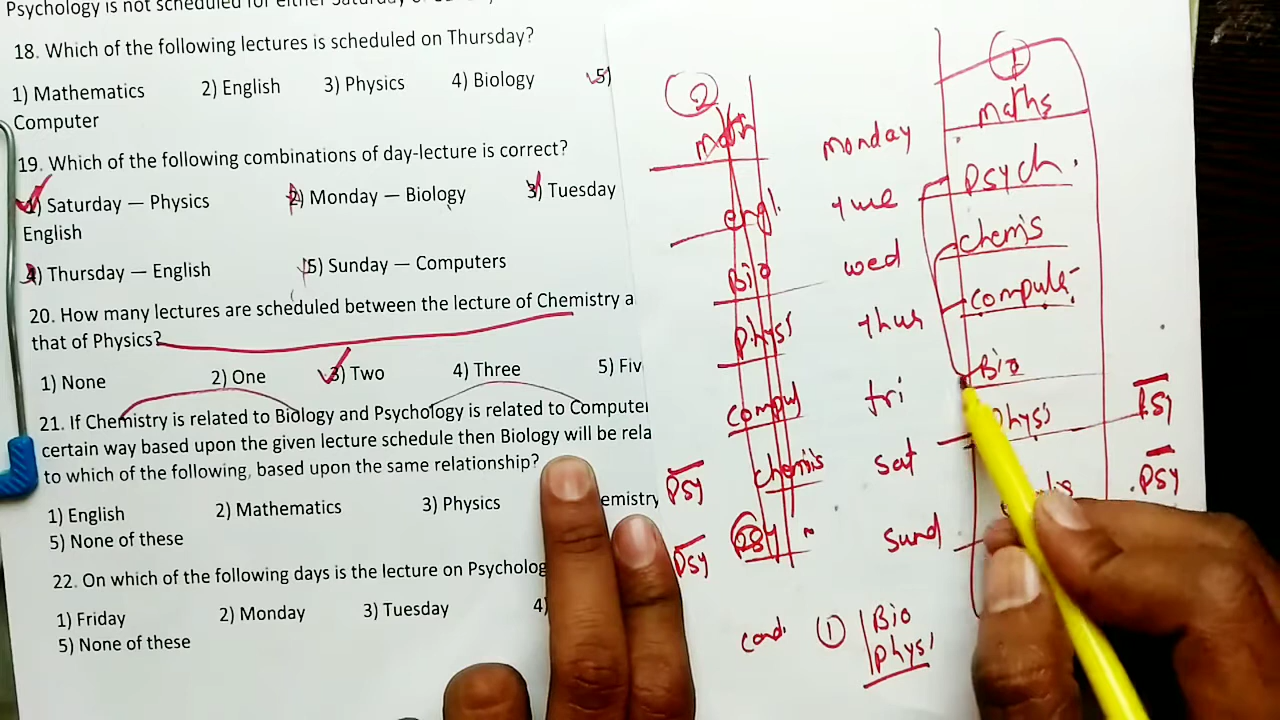 Psychology is not scheduled for either Saturday
18. Which of the following lectures is scheduled on Thursday?
1) Mathematics 2) English 3) Physics 4) Biology 5)
Computer
19. Which of the following combinations of day-lecture is correct?
1) Saturday — Physics 2) Monday — Biology 3) Tuesday
English
4) Thursday — English 5) Sunday — Computers
20. How many lectures are scheduled between the lecture of Chemistry a
that of Physics?
1) None 2) One 3) Two 4) Three 5) Fiv
21. If Chemistry is related to Biology and Psychology is related to Computer
certain way based upon the given lecture schedule then Biology will be rela
to which of the following, based upon the same relationship?
1) English 2) Mathematics 3) Physics emistry
5) None of these
22. On which of the following days is the lecture on Psycholog
1) Friday 2) Monday 3) Tuesday 4)
5) None of these
2
math
engl.
Bio
physi
comput
chemis
psy
psy
psy
monday
tue
wed
thus
fri
sat
sund
1
maths
psych.
chemis
compute
Bio
physi
psy
psy
cond. 1 Bio
physi